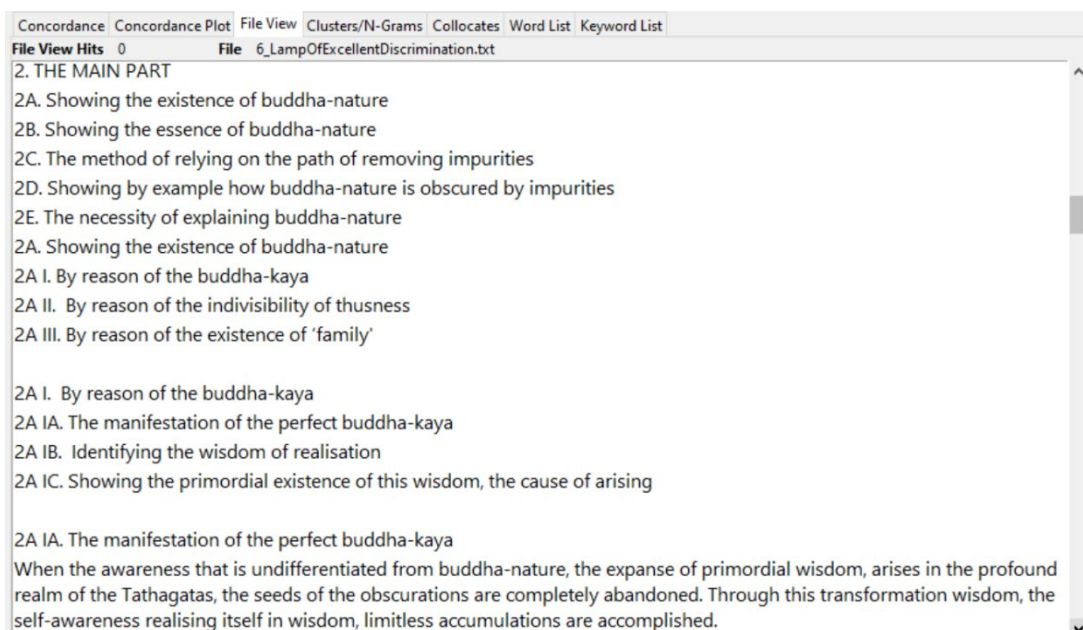 Concordance Concordance Plot File View Clusters/N-Grams Collocates Word List Keyword List
File View Hits 0 File 6_LampOfExcellentDiscrimination.txt
2. THE MAIN PART
2A. Showing the existence of buddha-nature
2B. Showing the essence of buddha-nature
2C. The method of relying on the path of removing impurities
2D. Showing by example how buddha-nature is obscured by impurities
2E. The necessity of explaining buddha-nature
2A. Showing the existence of buddha-nature
2A I. By reason of the buddha-kaya
2A II.  By reason of the indivisibility of thusness
2A III. By reason of the existence of ‘family'
2A I.  By reason of the buddha-kaya
2A IA. The manifestation of the perfect buddha-kaya
2A IB.  Identifying the wisdom of realisation
2A IC. Showing the primordial existence of this wisdom, the cause of arising
2A IA. The manifestation of the perfect buddha-kaya
When the awareness that is undifferentiated from buddha-nature, the expanse of primordial wisdom, arises in the profound
realm of the Tathagatas, the seeds of the obscurations are completely abandoned. Through this transformation wisdom, the
self-awareness realising itself in wisdom, limitless accumulations are accomplished.